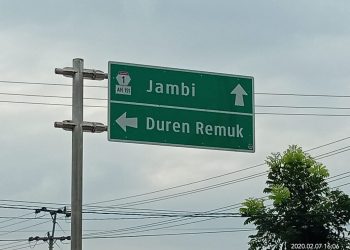 1
AH 151
Jambi
Duren Remuk
2020.02.07 16:06